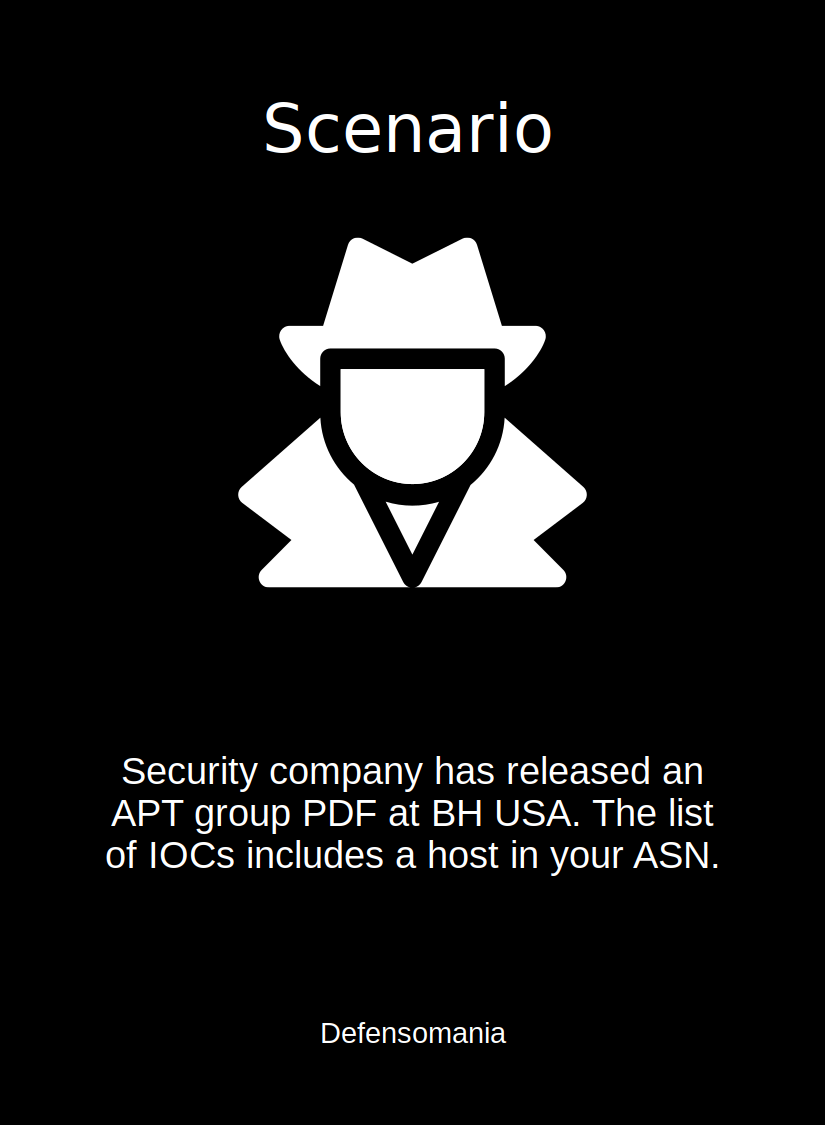 Scenario
Security company has released an
APT group PDF at BH USA. The list
of IOCs includes a host in your ASN.
Defensomania